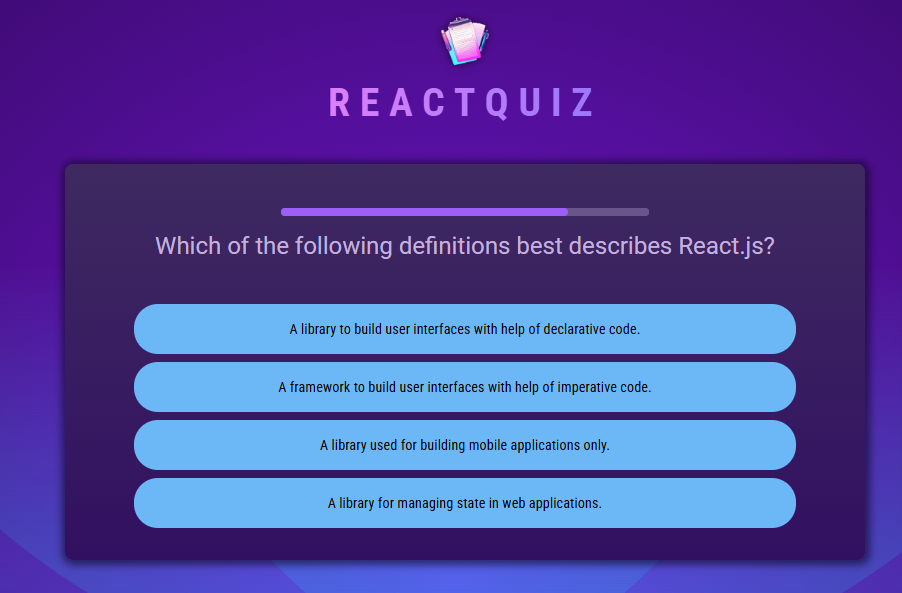 REACTQUIZ
Which of the following definitions best describes React.js?
A library to build user interfaces with help of declarative code.
A framework to build user interfaces with help of imperative code.
A library used for building mobile applications only.
A library for managing state in web applications.